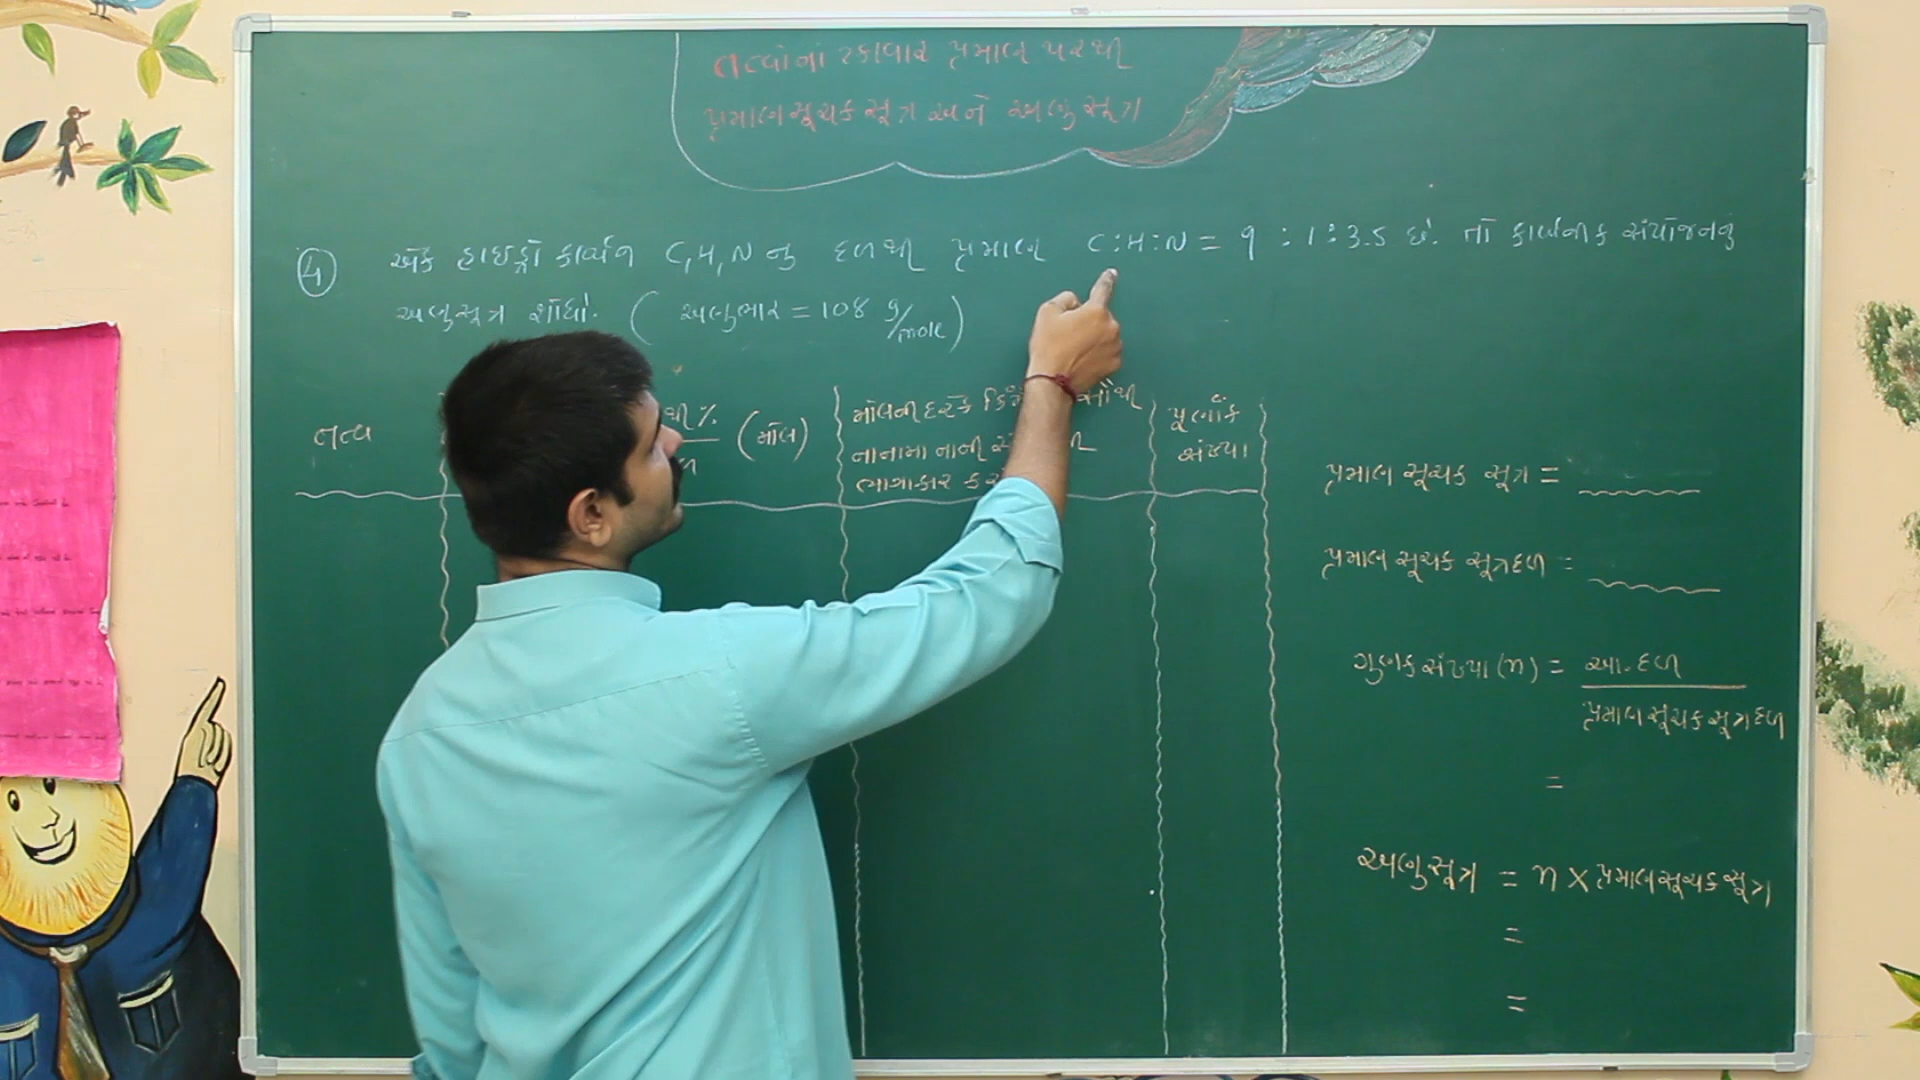 તત્વોનાં ટકાવાર પ્રમાણ પરથી
પ્રમાણસૂચક સૂત્ર અને અણુસૂત્ર
④ એક હાઇડ્રોકાર્બન C,H,N નુ દળથી પ્રમાણ C:H:N = 9 : 1 : 3.5 છે. તો કાર્બનીક સંયોજનનું
અણુસૂત્ર શોધો. ( અણુભાર = 108 g/mole )
તત્વ
થી %
(મોલ)
મોલની દરેક
નાનામા નાની
ભાગાકાર
પૂર્ણાંક
સંખ્યા
પ્રમાણ સૂચક સૂત્ર =
પ્રમાણ સૂચક સૂત્રદળ =
ગુણક સંખ્યા (n) = આ.દળ
પ્રમાણસૂચક સૂત્રદળ
=
અણુસૂત્ર = n × પ્રમાણસૂચક સૂત્ર
=
=